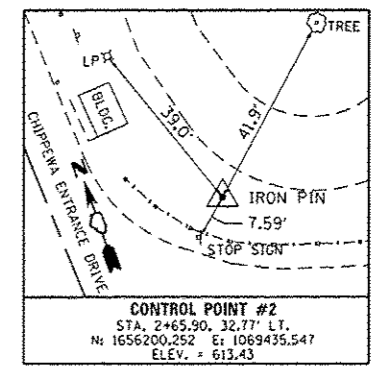 TREE
LP
BLDG.
39.0'
41.91'
CHIPPEWA ENTRANCE DRIVE
N
IRON PIN
7.59'
STOP SIGN
CONTROL POINT #2
STA. 2+65.90, 32.77' LT.
N: 1656200.252 E: 1069435.547
ELEV. = 613.43